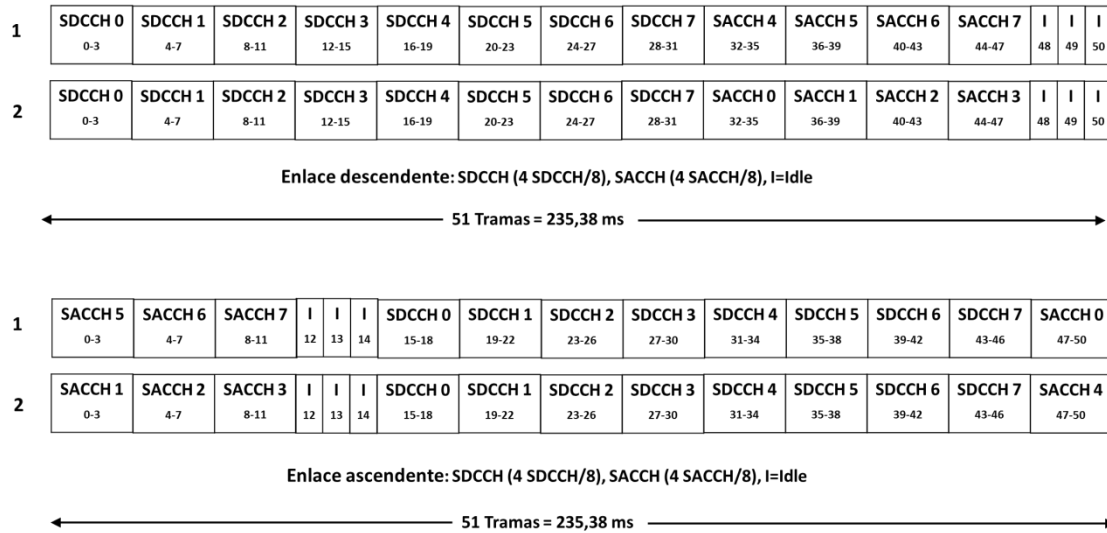 1 SDCCH 0 SDCCH 1 SDCCH 2 SDCCH 3 SDCCH 4 SDCCH 5 SDCCH 6 SDCCH 7 SACCH 4 SACCH 5 SACCH 6 SACCH 7 I I I
0-3 4-7 8-11 12-15 16-19 20-23 24-27 28-31 32-35 36-39 40-43 44-47 48 49 50
2 SDCCH 0 SDCCH 1 SDCCH 2 SDCCH 3 SDCCH 4 SDCCH 5 SDCCH 6 SDCCH 7 SACCH 0 SACCH 1 SACCH 2 SACCH 3 I I I
0-3 4-7 8-11 12-15 16-19 20-23 24-27 28-31 32-35 36-39 40-43 44-47 48 49 50
Enlace descendente: SDCCH (4 SDCCH/8), SACCH (4 SACCH/8), I=Idle
51 Tramas = 235,38 ms
1 SACCH 5 SACCH 6 SACCH 7 I I I SDCCH 0 SDCCH 1 SDCCH 2 SDCCH 3 SDCCH 4 SDCCH 5 SDCCH 6 SDCCH 7 SACCH 0
0-3 4-7 8-11 12 13 14 15-18 19-22 23-26 27-30 31-34 35-38 39-42 43-46 47-50
2 SACCH 1 SACCH 2 SACCH 3 I I I SDCCH 0 SDCCH 1 SDCCH 2 SDCCH 3 SDCCH 4 SDCCH 5 SDCCH 6 SDCCH 7 SACCH 4
0-3 4-7 8-11 12 13 14 15-18 19-22 23-26 27-30 31-34 35-38 39-42 43-46 47-50
Enlace ascendente: SDCCH (4 SDCCH/8), SACCH (4 SACCH/8), I=Idle
51 Tramas = 235,38 ms